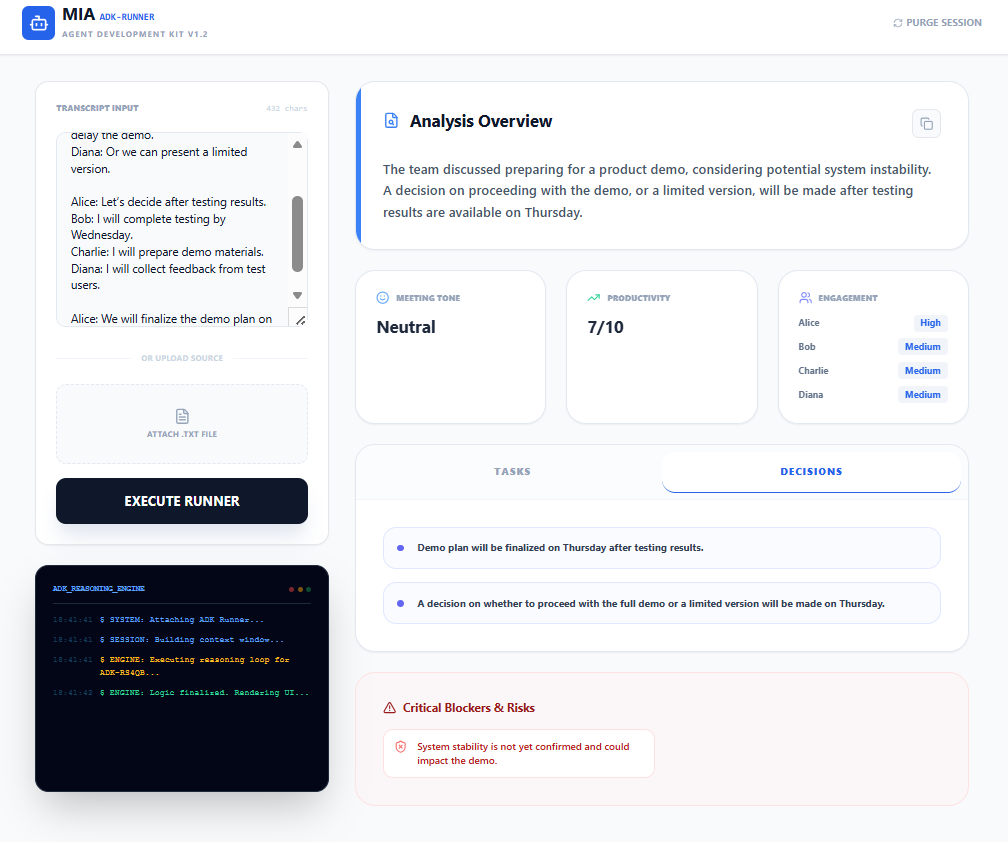 MIA ADK-RUNNER
AGENT DEVELOPMENT KIT V1.2
PURGE SESSION
TRANSCRIPT INPUT
432 chars
delay the demo.
Diana: Or we can present a limited
version.
Alice: Let’s decide after testing results.
Bob: I will complete testing by
Wednesday.
Charlie: I will prepare demo materials.
Diana: I will collect feedback from test
users.
Alice: We will finalize the demo plan on
OR UPLOAD SOURCE
ATTACH .TXT FILE
EXECUTE RUNNER
ADK_REASONING_ENGINE
18:41:41 $ SYSTEM: Attaching ADK Runner...
18:41:41 $ SESSION: Building context window...
18:41:41 $ ENGINE: Executing reasoning loop for
ADK-RS4QB...
18:41:42 $ ENGINE: Logic finalized. Rendering UI...
Analysis Overview
The team discussed preparing for a product demo, considering potential system instability.
A decision on proceeding with the demo, or a limited version, will be made after testing
results are available on Thursday.
MEETING TONE
Neutral
PRODUCTIVITY
7/10
ENGAGEMENT
Alice High
Bob Medium
Charlie Medium
Diana Medium
TASKS
DECISIONS
Demo plan will be finalized on Thursday after testing results.
A decision on whether to proceed with the full demo or a limited version will be made on Thursday.
Critical Blockers & Risks
System stability is not yet confirmed and could
impact the demo.